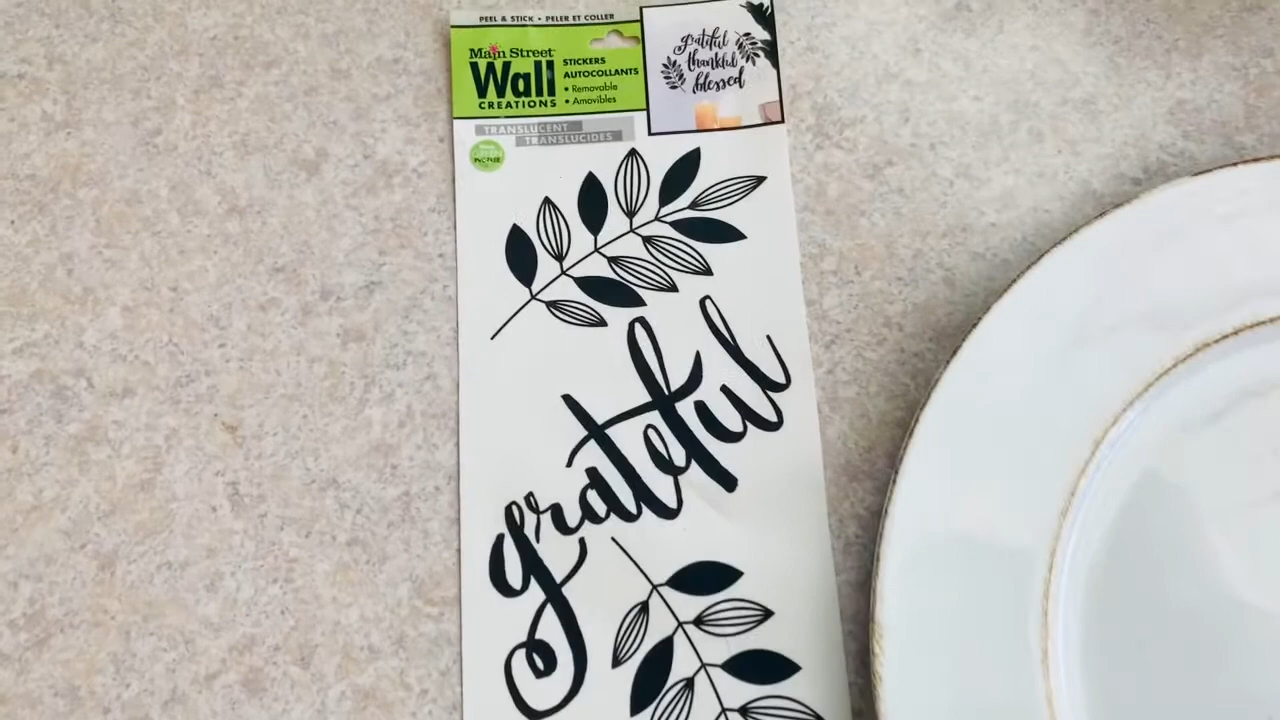 PEEL & STICK • PELER ET COLLER
Main Street
Wall
CREATIONS
STICKERS
AUTOCOLLANTS
• Removable
• Amovibles
grateful
thankful
blessed
TRANSLUCENT
TRANSLUCIDES
grateful